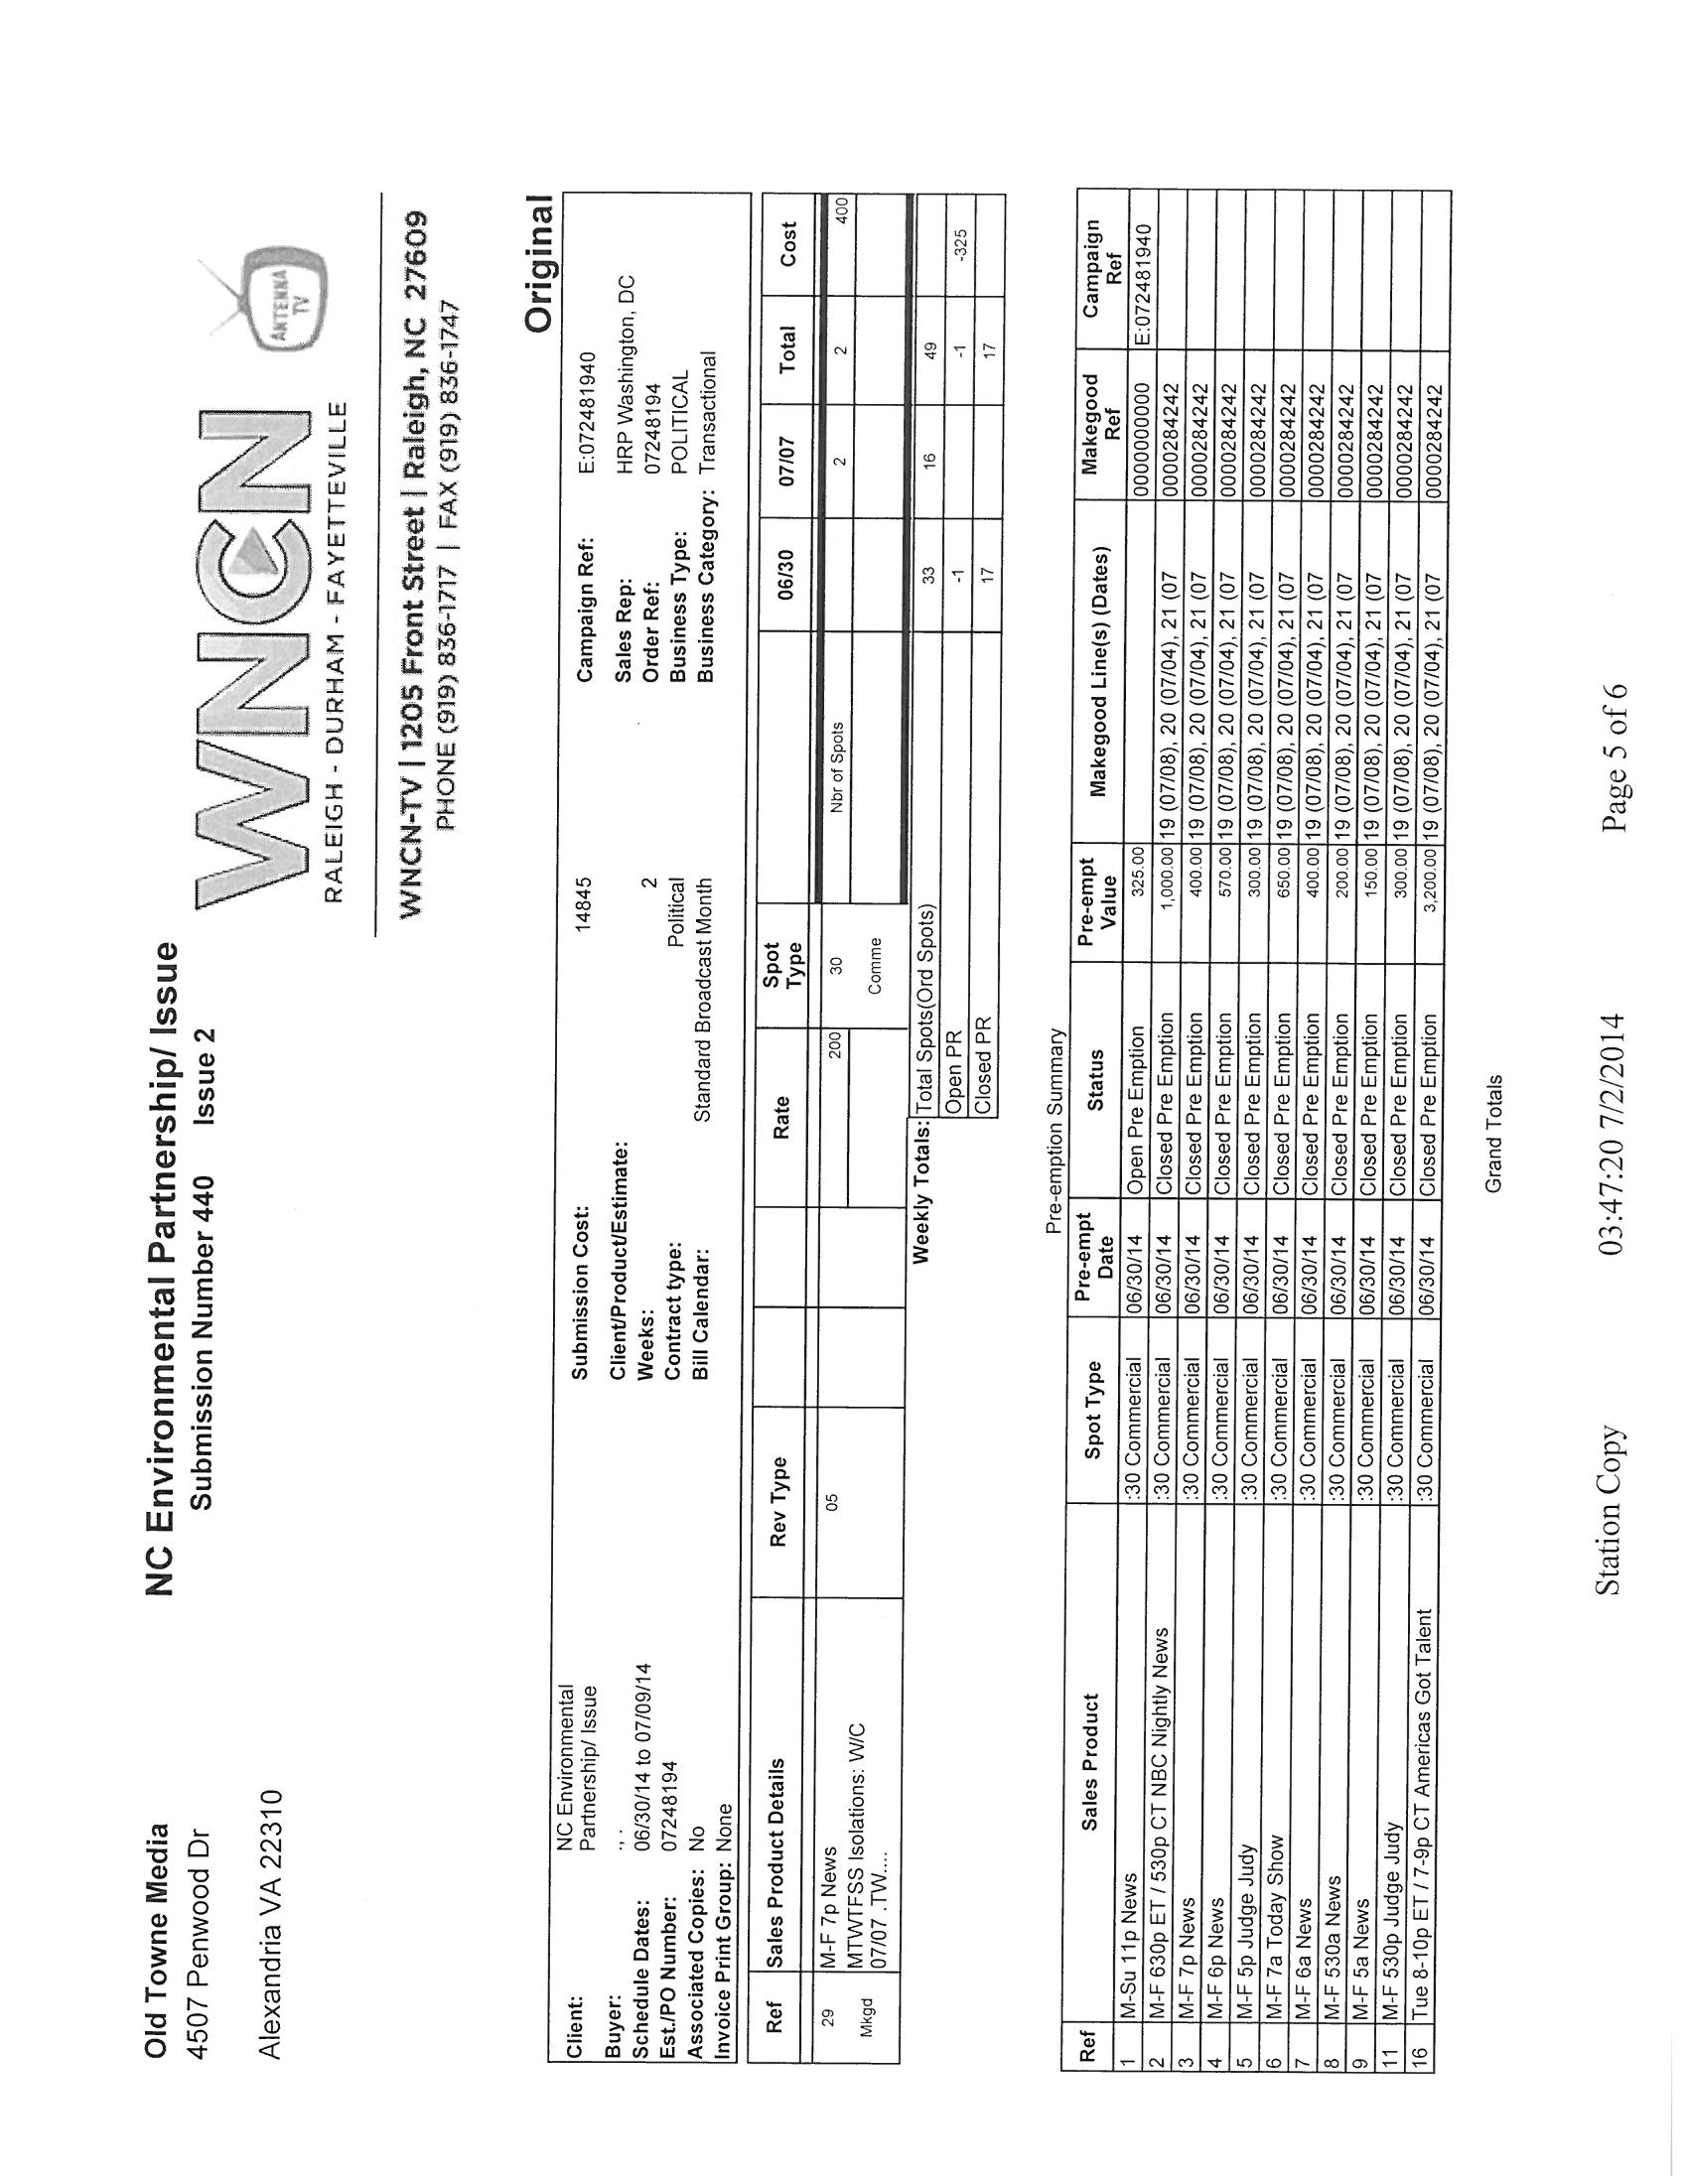 Old Towne Media
4507 Penwood Dr
Alexandria VA 22310
NC Environmental Partnership/ Issue
Submission Number 440 Issue 2
WNCN
RALEIGH - DURHAM - FAYETTEVILLE
ANTENNA
TV
WNCN-TV | 1205 Front Street | Raleigh, NC 27609
PHONE (919) 836-1717 | FAX (919) 836-1747
Original
Client: NC Environmental Partnership/ Issue
Submission Cost: 14845
Campaign Ref: E:072481940
Buyer: ., .
Client/Product/Estimate:
Sales Rep: HRP Washington, DC
Schedule Dates: 06/30/14 to 07/09/14
Weeks: 2
Order Ref: 07248194
Est./PO Number: 07248194
Contract type: Political
Business Type: POLITICAL
Associated Copies: No
Bill Calendar: Standard Broadcast Month
Business Category: Transactional
Invoice Print Group: None
Ref Sales Product Details Rev Type Rate Spot Type 06/30 07/07 Total Cost
29 M-F 7p News 05 200 30 Nbr of Spots 2 2 400
Mkgd MTWTFSS Isolations: W/C Comme
07/07 .TW....
Weekly Totals: Total Spots(Ord Spots) 33 16 49
Open PR -1 -1 -325
Closed PR 17 17
Pre-emption Summary
Ref Sales Product Spot Type Pre-empt Date Status Pre-empt Value Makegood Line(s) (Dates) Makegood Ref Campaign Ref
1 M-Su 11p News :30 Commercial 06/30/14 Open Pre Emption 325.00 0000000000 E:072481940
2 M-F 630p ET / 530p CT NBC Nightly News :30 Commercial 06/30/14 Closed Pre Emption 1,000.00 19 (07/08), 20 (07/04), 21 (07 0000284242
3 M-F 7p News :30 Commercial 06/30/14 Closed Pre Emption 400.00 19 (07/08), 20 (07/04), 21 (07 0000284242
4 M-F 6p News :30 Commercial 06/30/14 Closed Pre Emption 570.00 19 (07/08), 20 (07/04), 21 (07 0000284242
5 M-F 5p Judge Judy :30 Commercial 06/30/14 Closed Pre Emption 300.00 19 (07/08), 20 (07/04), 21 (07 0000284242
6 M-F 7a Today Show :30 Commercial 06/30/14 Closed Pre Emption 650.00 19 (07/08), 20 (07/04), 21 (07 0000284242
7 M-F 6a News :30 Commercial 06/30/14 Closed Pre Emption 400.00 19 (07/08), 20 (07/04), 21 (07 0000284242
8 M-F 530a News :30 Commercial 06/30/14 Closed Pre Emption 200.00 19 (07/08), 20 (07/04), 21 (07 0000284242
9 M-F 5a News :30 Commercial 06/30/14 Closed Pre Emption 150.00 19 (07/08), 20 (07/04), 21 (07 0000284242
11 M-F 530p Judge Judy :30 Commercial 06/30/14 Closed Pre Emption 300.00 19 (07/08), 20 (07/04), 21 (07 0000284242
16 Tue 8-10p ET / 7-9p CT Americas Got Talent :30 Commercial 06/30/14 Closed Pre Emption 3,200.00 19 (07/08), 20 (07/04), 21 (07 0000284242
Grand Totals
Station Copy 03:47:20 7/2/2014 Page 5 of 6